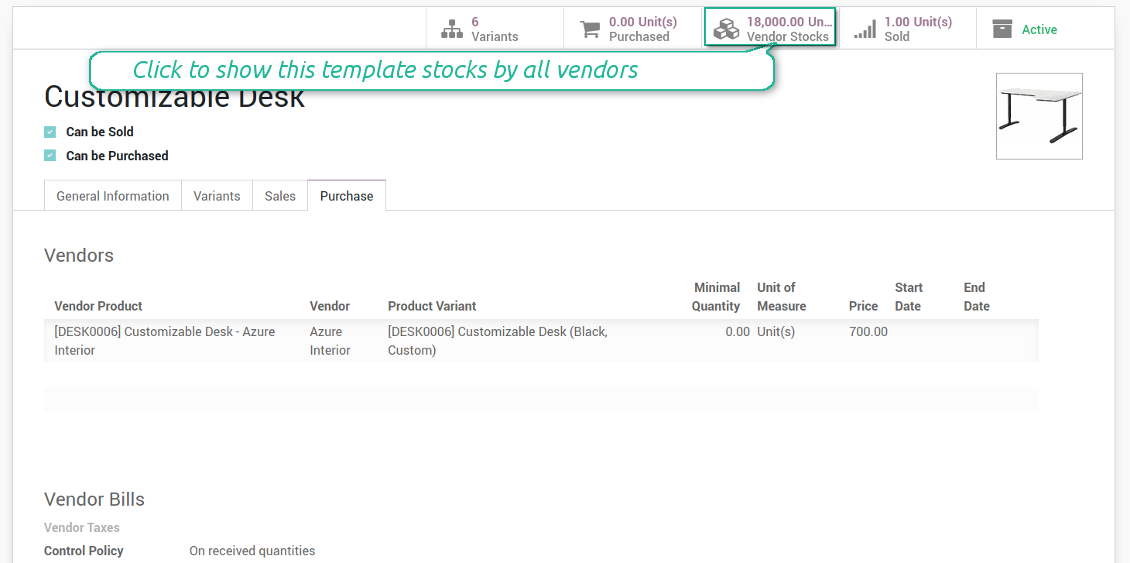 6
Variants
0.00 Unit(s)
Purchased
18,000.00 Un...
Vendor Stocks
1.00 Unit(s)
Sold
Active
Click to show this template stocks by all vendors
Customizable Desk
Can be Sold
Can be Purchased
General Information Variants Sales Purchase
Vendors
Minimal Unit of Start End
Vendor Product Vendor Product Variant Quantity Measure Price Date Date
[DESK0006] Customizable Desk - Azure Azure [DESK0006] Customizable Desk (Black, 0.00 Unit(s) 700.00
Interior Interior Custom)
Vendor Bills
Vendor Taxes
Control Policy On received quantities